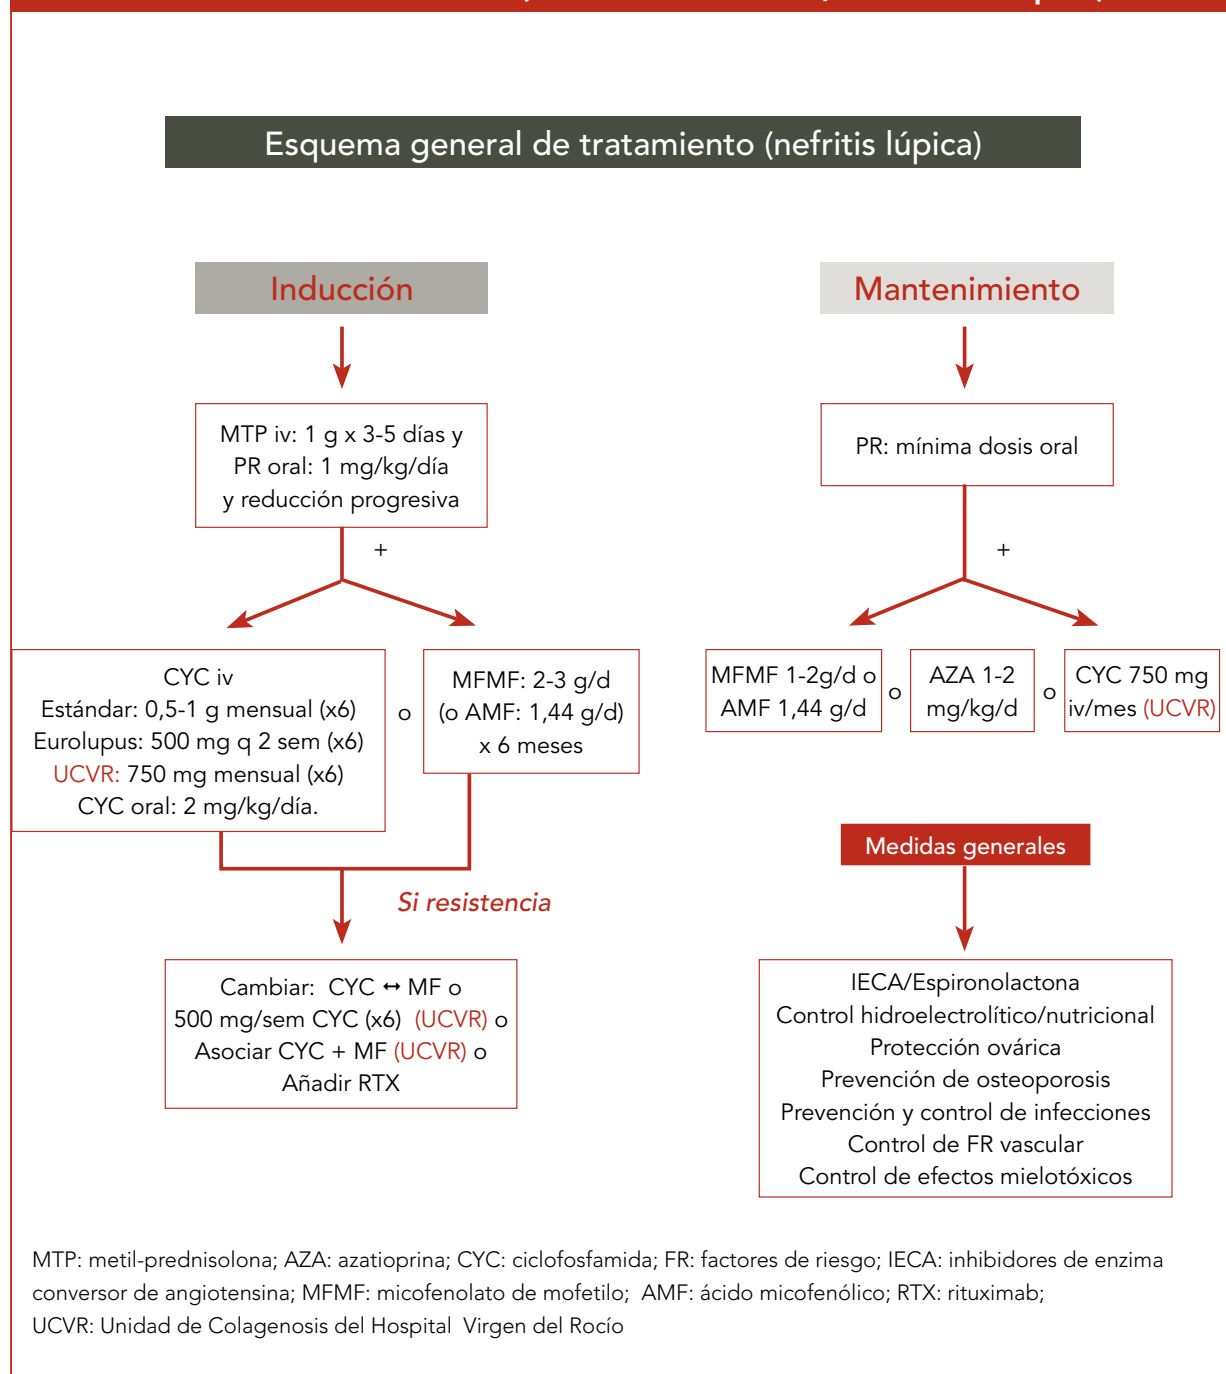 Esquema general de tratamiento (nefritis lúpica)
Inducción
MTP iv: 1 g x 3-5 días y
PR oral: 1 mg/kg/día
y reducción progresiva
+
CYC iv
Estándar: 0,5-1 g mensual (x6)
Eurolupus: 500 mg q 2 sem (x6)
UCVR: 750 mg mensual (x6)
CYC oral: 2 mg/kg/día.
o
MFMF: 2-3 g/d
(o AMF: 1,44 g/d)
x 6 meses
Si resistencia
Cambiar: CYC ↔ MF o
500 mg/sem CYC (x6) (UCVR) o
Asociar CYC + MF (UCVR) o
Añadir RTX
Mantenimiento
PR: mínima dosis oral
+
MFMF 1-2g/d o
AMF 1,44 g/d
o
AZA 1-2
mg/kg/d
o
CYC 750 mg
iv/mes (UCVR)
Medidas generales
IECA/Espironolactona
Control hidroelectrolítico/nutricional
Protección ovárica
Prevención de osteoporosis
Prevención y control de infecciones
Control de FR vascular
Control de efectos mielotóxicos
MTP: metil-prednisolona; AZA: azatioprina; CYC: ciclofosfamida; FR: factores de riesgo; IECA: inhibidores de enzima
conversor de angiotensina; MFMF: micofenolato de mofetilo; AMF: ácido micofenólico; RTX: rituximab;
UCVR: Unidad de Colagenosis del Hospital Virgen del Rocío